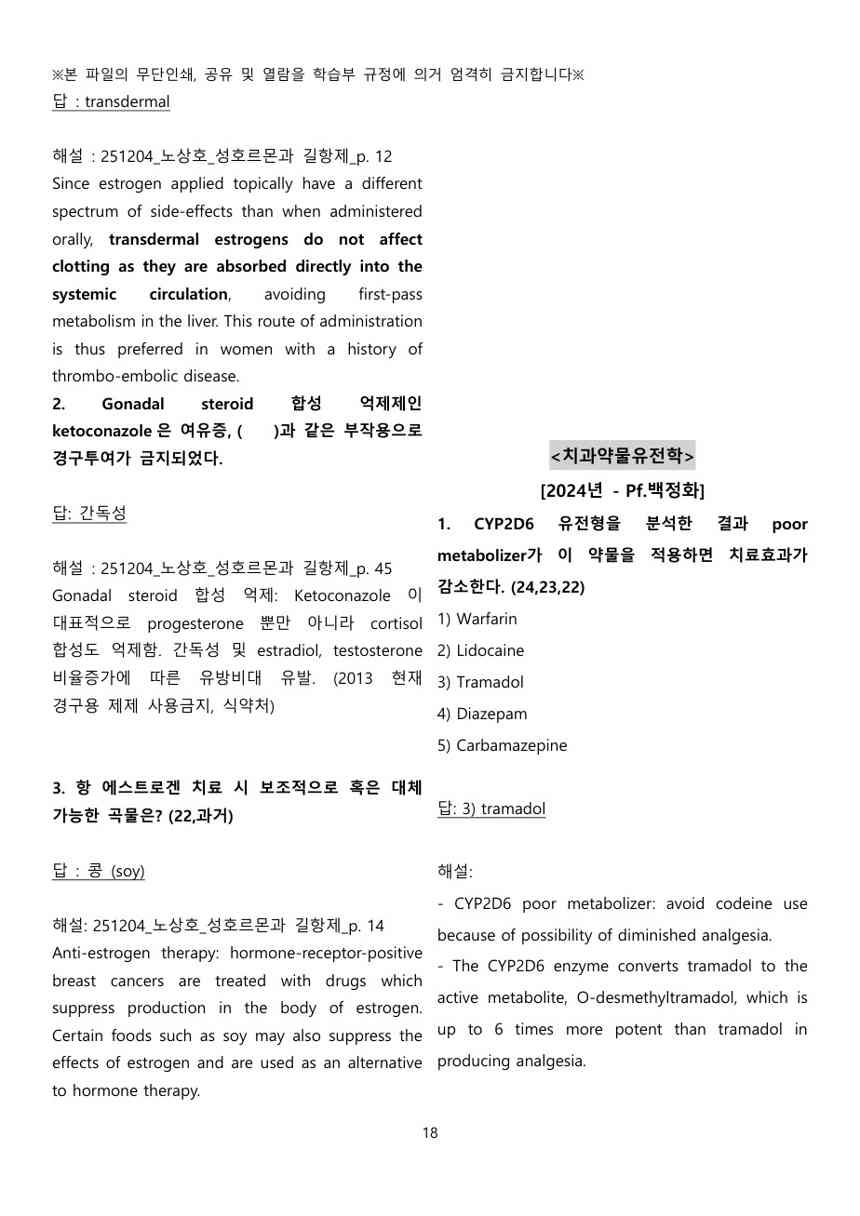 ※본 파일의 무단인쇄, 공유 및 열람을 학습부 규정에 의거 엄격히 금지합니다※
답 : transdermal
해설 : 251204_노상호_성호르몬과 길항제_p. 12
Since estrogen applied topically have a different
spectrum of side-effects than when administered
orally, transdermal estrogens do not affect
clotting as they are absorbed directly into the
systemic circulation, avoiding first-pass
metabolism in the liver. This route of administration
is thus preferred in women with a history of
thrombo-embolic disease.
2. Gonadal steroid 합성 억제제인
ketoconazole 은 여유증, ( )과 같은 부작용으로
경구투여가 금지되었다.
답: 간독성
해설 : 251204_노상호_성호르몬과 길항제_p. 45
Gonadal steroid 합성 억제: Ketoconazole 이
대표적으로 progesterone 뿐만 아니라 cortisol
합성도 억제함. 간독성 및 estradiol, testosterone
비율증가에 따른 유방비대 유발. (2013 현재
경구용 제제 사용금지, 식약처)
3. 항 에스트로겐 치료 시 보조적으로 혹은 대체
가능한 곡물은? (22,과거)
답 : 콩 (soy)
해설: 251204_노상호_성호르몬과 길항제_p. 14
Anti-estrogen therapy: hormone-receptor-positive
breast cancers are treated with drugs which
suppress production in the body of estrogen.
Certain foods such as soy may also suppress the
effects of estrogen and are used as an alternative
to hormone therapy.
<치과약물유전학>
[2024년 - Pf.백정화]
1. CYP2D6 유전형을 분석한 결과 poor
metabolizer가 이 약물을 적용하면 치료효과가
감소한다. (24,23,22)
1) Warfarin
2) Lidocaine
3) Tramadol
4) Diazepam
5) Carbamazepine
답: 3) tramadol
해설:
- CYP2D6 poor metabolizer: avoid codeine use
because of possibility of diminished analgesia.
- The CYP2D6 enzyme converts tramadol to the
active metabolite, O-desmethyltramadol, which is
up to 6 times more potent than tramadol in
producing analgesia.
18